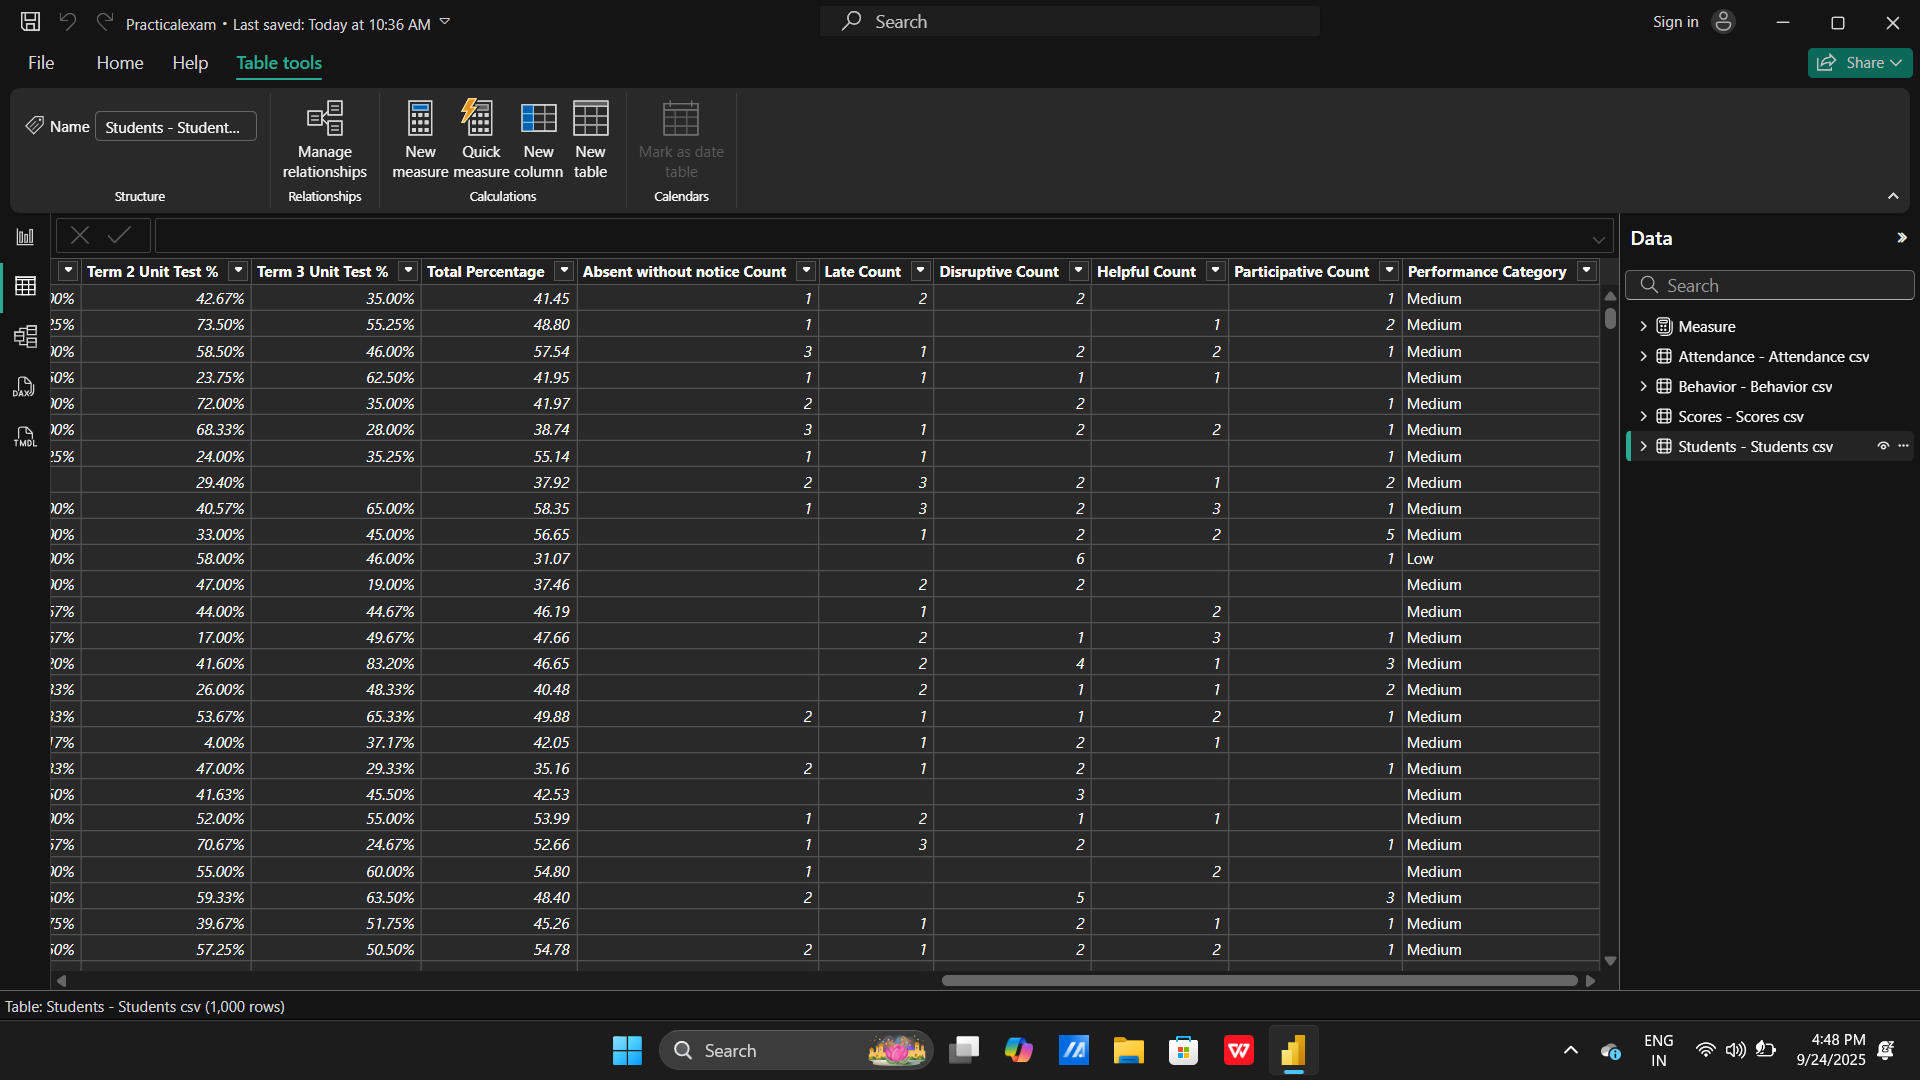 Practicalexam • Last saved: Today at 10:36 AM
Search
Sign in
File Home Help Table tools
Share
Name Students - Student...
Manage relationships
New measure
Quick measure
New column
New table
Mark as date table
Structure Relationships Calculations Calendars
Term 2 Unit Test % Term 3 Unit Test % Total Percentage Absent without notice Count Late Count Disruptive Count Helpful Count Participative Count Performance Category
00% 42.67% 35.00% 41.45 1 2 2 1 Medium
25% 73.50% 55.25% 48.80 1 1 2 Medium
00% 58.50% 46.00% 57.54 3 1 2 2 1 Medium
50% 23.75% 62.50% 41.95 1 1 1 1 Medium
00% 72.00% 35.00% 41.97 2 2 1 Medium
00% 68.33% 28.00% 38.74 3 1 2 2 1 Medium
25% 24.00% 35.25% 55.14 1 1 1 Medium
29.40% 37.92 2 3 2 1 2 Medium
00% 40.57% 65.00% 58.35 1 3 2 3 1 Medium
00% 33.00% 45.00% 56.65 1 2 2 5 Medium
00% 58.00% 46.00% 31.07 6 1 Low
00% 47.00% 19.00% 37.46 2 2 Medium
67% 44.00% 44.67% 46.19 1 2 Medium
67% 17.00% 49.67% 47.66 2 1 3 1 Medium
20% 41.60% 83.20% 46.65 2 4 1 3 Medium
33% 26.00% 48.33% 40.48 2 1 1 2 Medium
33% 53.67% 65.33% 49.88 2 1 1 2 1 Medium
17% 4.00% 37.17% 42.05 1 2 1 Medium
33% 47.00% 29.33% 35.16 2 1 2 1 Medium
50% 41.63% 45.50% 42.53 3 Medium
00% 52.00% 55.00% 53.99 1 2 1 1 Medium
67% 70.67% 24.67% 52.66 1 3 2 1 Medium
00% 55.00% 60.00% 54.80 1 2 Medium
50% 59.33% 63.50% 48.40 2 5 3 Medium
75% 39.67% 51.75% 45.26 1 2 1 1 Medium
50% 57.25% 50.50% 54.78 2 1 2 2 1 Medium
DAX
TMDL
Data
Search
Measure
Attendance - Attendance csv
Behavior - Behavior csv
Scores - Scores csv
Students - Students csv
Table: Students - Students csv (1,000 rows)
Search
ENG
IN
4:48 PM
9/24/2025